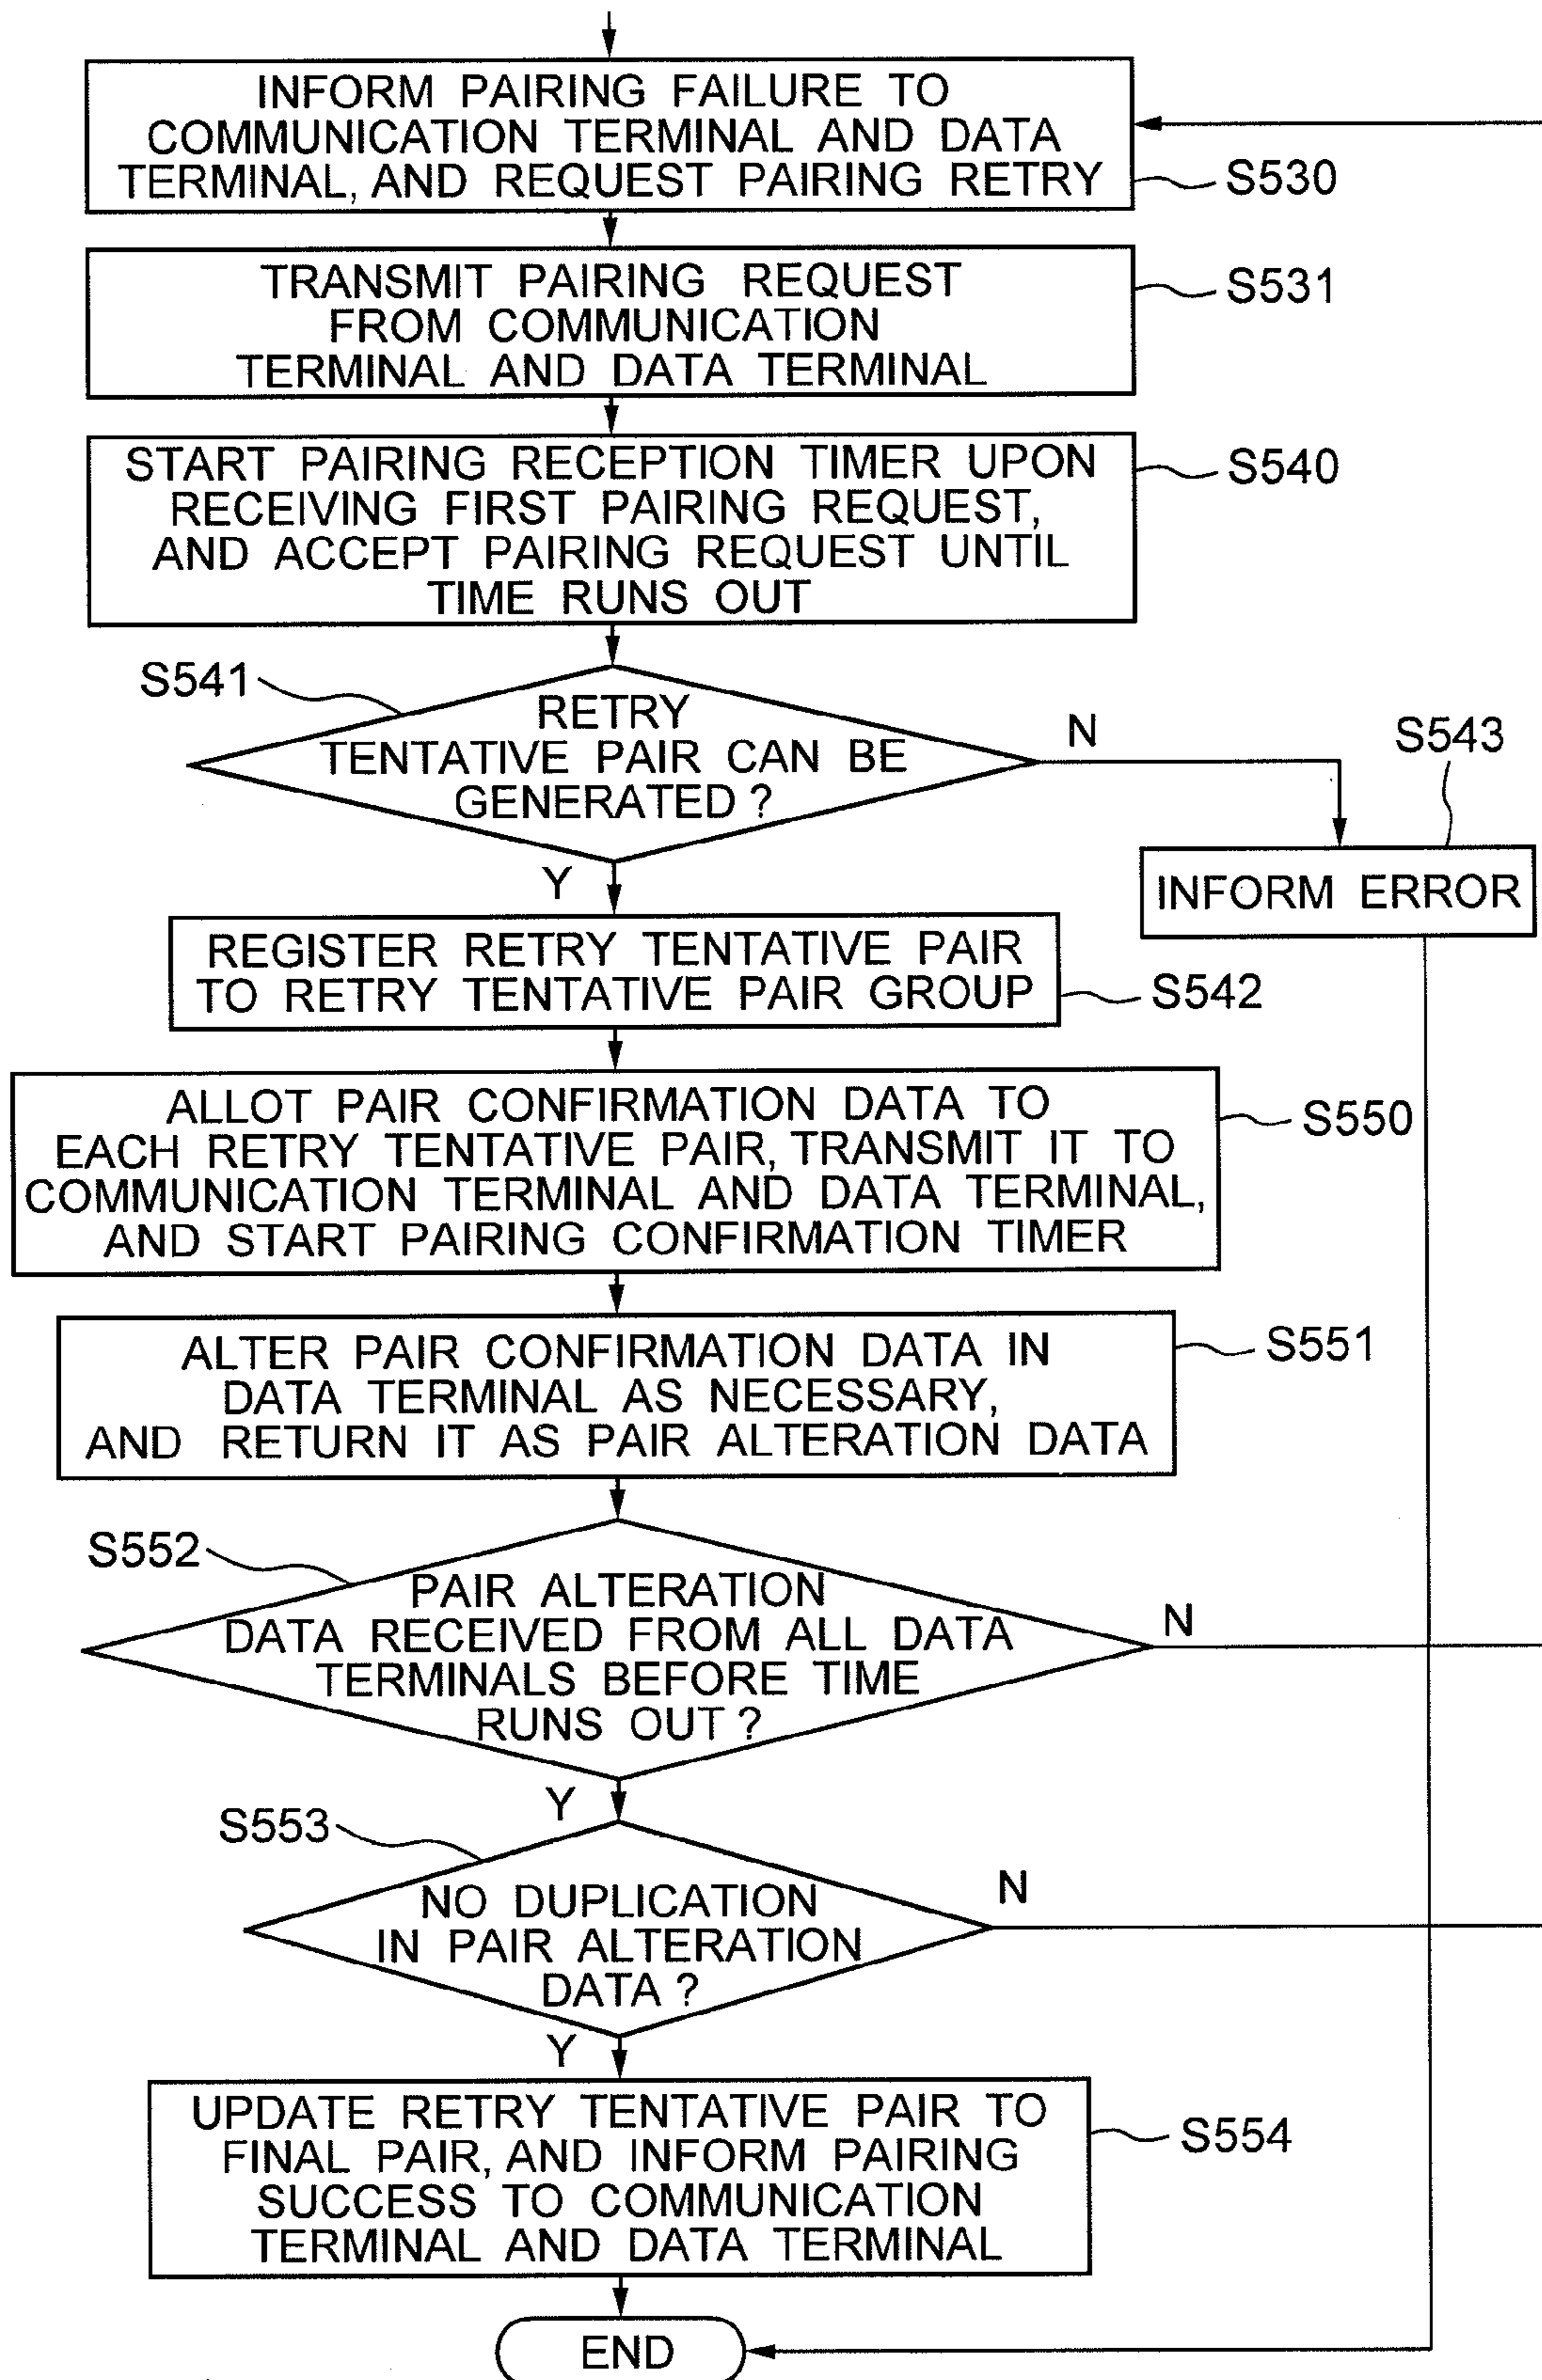 INFORM PAIRING FAILURE TO
COMMUNICATION TERMINAL AND DATA
TERMINAL, AND REQUEST PAIRING RETRY
S530
TRANSMIT PAIRING REQUEST
FROM COMMUNICATION
TERMINAL AND DATA TERMINAL
S531
START PAIRING RECEPTION TIMER UPON
RECEIVING FIRST PAIRING REQUEST,
AND ACCEPT PAIRING REQUEST UNTIL
TIME RUNS OUT
S540
S541
RETRY
TENTATIVE PAIR CAN BE
GENERATED ?
N
S543
Y
INFORM ERROR
REGISTER RETRY TENTATIVE PAIR
TO RETRY TENTATIVE PAIR GROUP
S542
ALLOT PAIR CONFIRMATION DATA TO
EACH RETRY TENTATIVE PAIR, TRANSMIT IT TO
COMMUNICATION TERMINAL AND DATA TERMINAL,
AND START PAIRING CONFIRMATION TIMER
S550
ALTER PAIR CONFIRMATION DATA IN
DATA TERMINAL AS NECESSARY,
AND RETURN IT AS PAIR ALTERATION DATA
S551
S552
PAIR ALTERATION
DATA RECEIVED FROM ALL DATA
TERMINALS BEFORE TIME
RUNS OUT ?
N
Y
S553
NO DUPLICATION
IN PAIR ALTERATION
DATA ?
N
Y
UPDATE RETRY TENTATIVE PAIR TO
FINAL PAIR, AND INFORM PAIRING
SUCCESS TO COMMUNICATION
TERMINAL AND DATA TERMINAL
S554
END